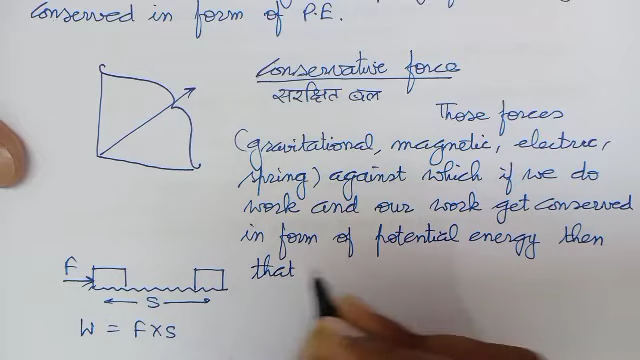 Conserved in form of P.E.
Conservative force
संरक्षित बल
Those forces
(gravitational, magnetic, electric,
spring) against which if we do
work and our work get conserved
in form of potential energy then
that
F
S
W = F×S